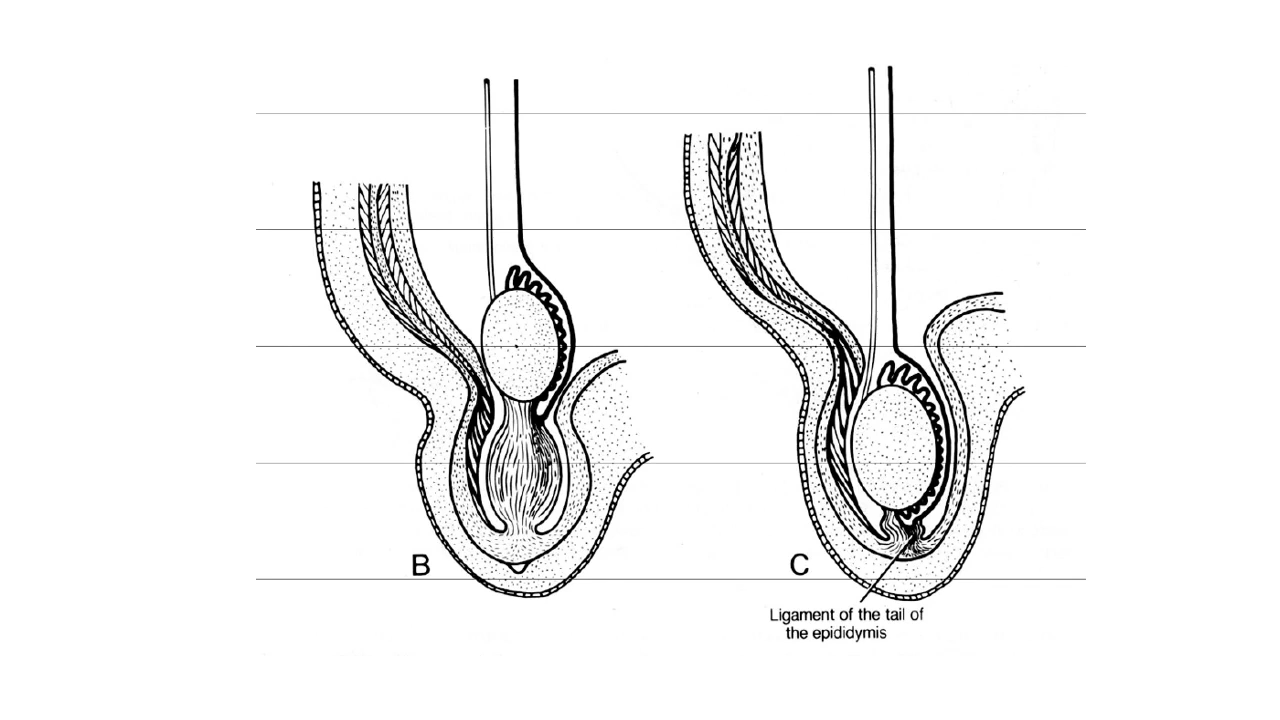 B
C
Ligament of the tail of
the epididymis